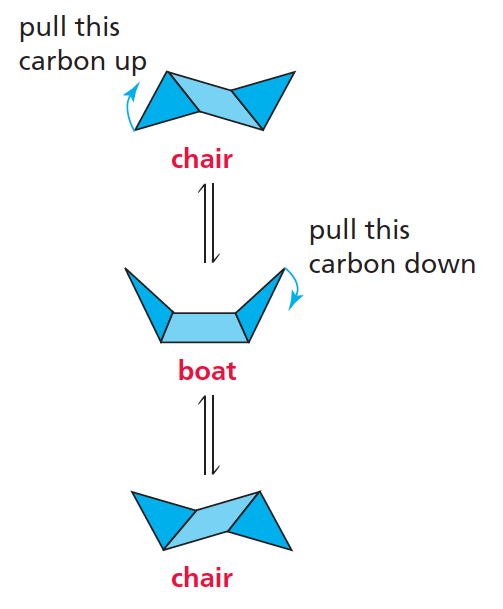 pull this
carbon up
chair
pull this
carbon down
boat
chair